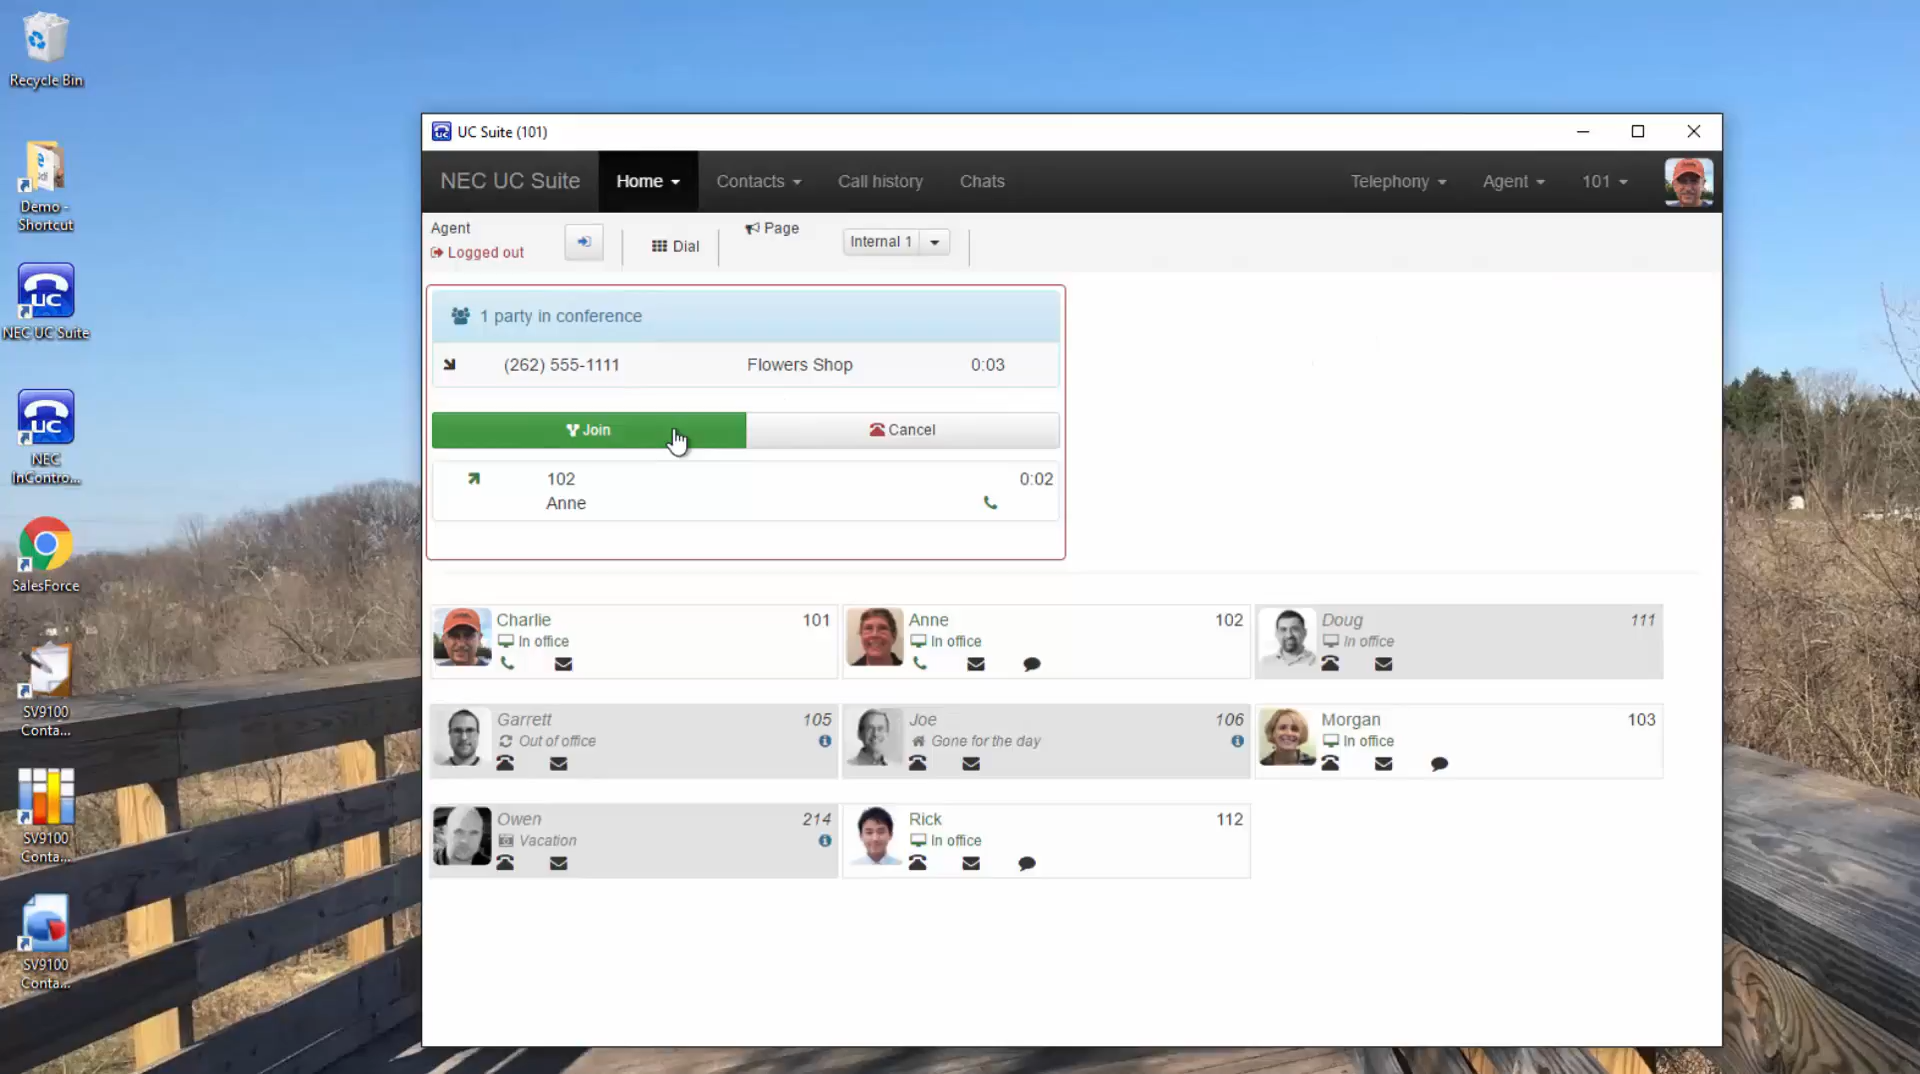 Recycle Bin
Demo -
Shortcut
NEC UC Suite
NEC
InContro...
SalesForce
SV9100
Conta...
SV9100
Conta...
SV9100
Conta...
UC Suite (101)
NEC UC Suite
Home
Contacts
Call history
Chats
Telephony
Agent
101
Agent
Logged out
Dial
Page
Internal 1
1 party in conference
(262) 555-1111 Flowers Shop 0:03
Join
Cancel
102 0:02
Anne
Charlie 101
In office
Anne 102
In office
Doug 111
In office
Garrett 105
Out of office
Joe 106
Gone for the day
Morgan 103
In office
Owen 214
Vacation
Rick 112
In office